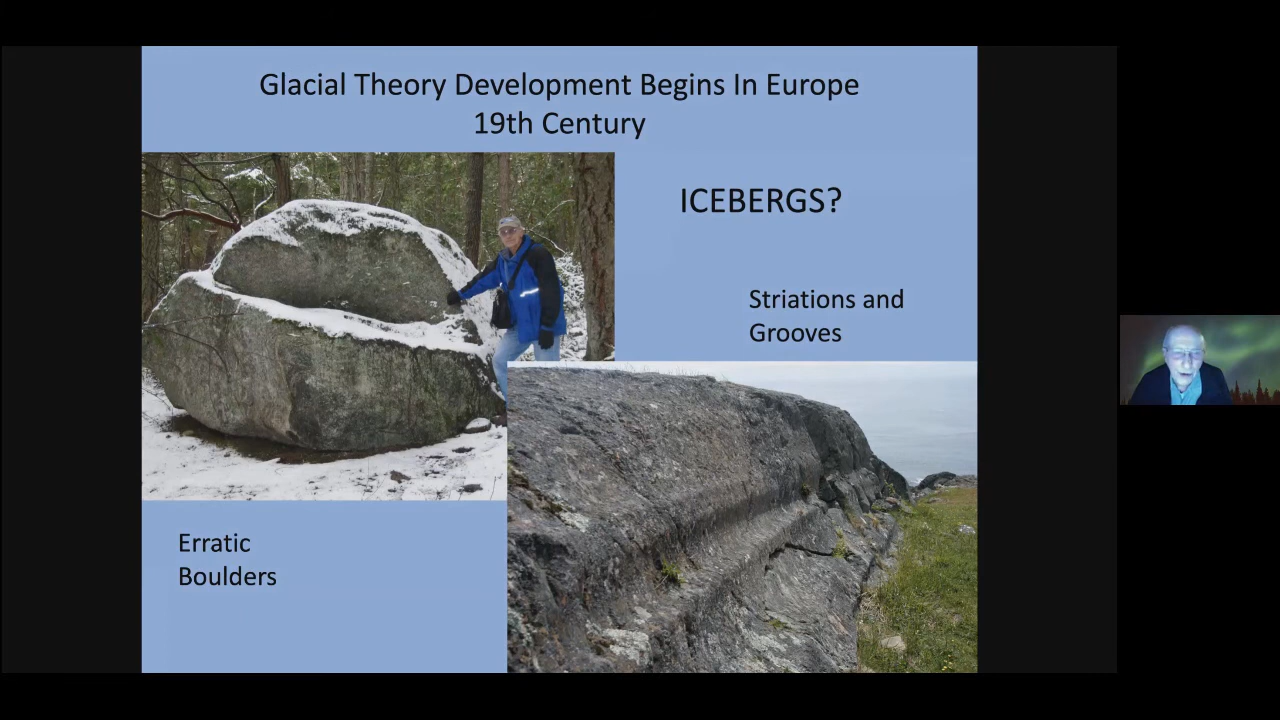 Glacial Theory Development Begins In Europe
19th Century
ICEBERGS?
Striations and
Grooves
Erratic
Boulders